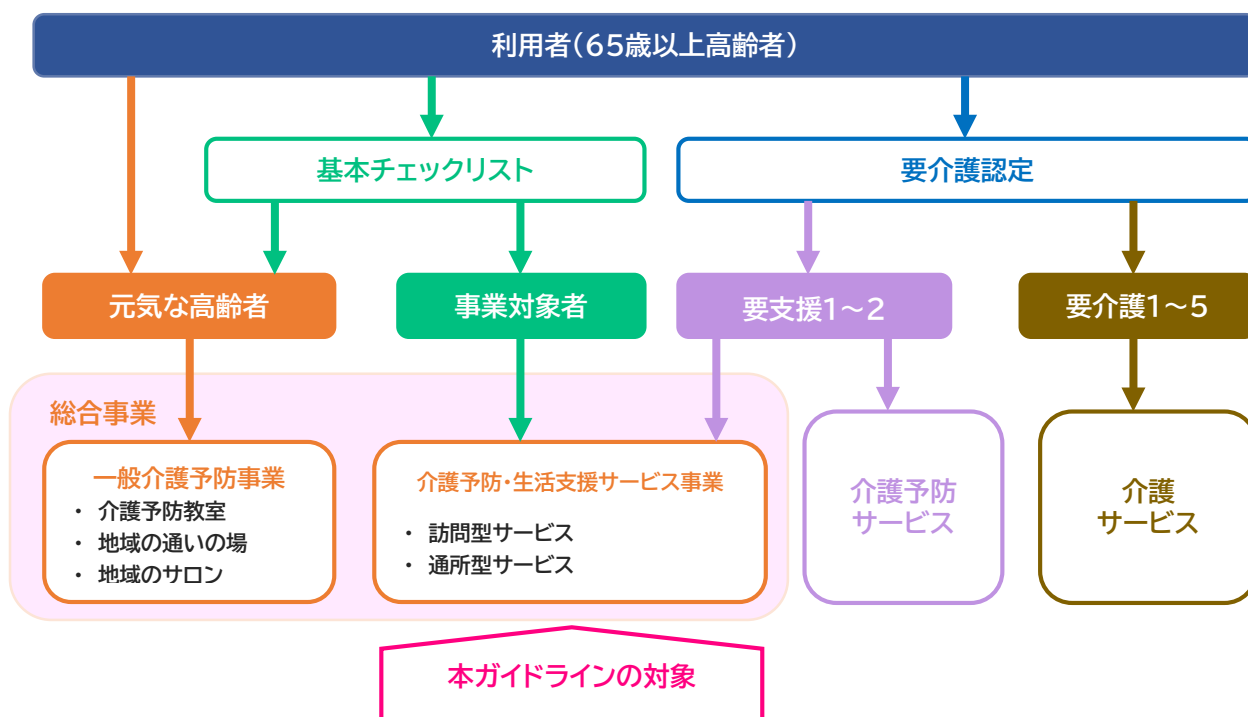 利用者(65歳以上高齢者)
基本チェックリスト
要介護認定
元気な高齢者
事業対象者
要支援1～2
要介護1～5
総合事業
一般介護予防事業
・ 介護予防教室
・ 地域の通いの場
・ 地域のサロン
介護予防・生活支援サービス事業
・ 訪問型サービス
・ 通所型サービス
介護予防
サービス
介護
サービス
本ガイドラインの対象